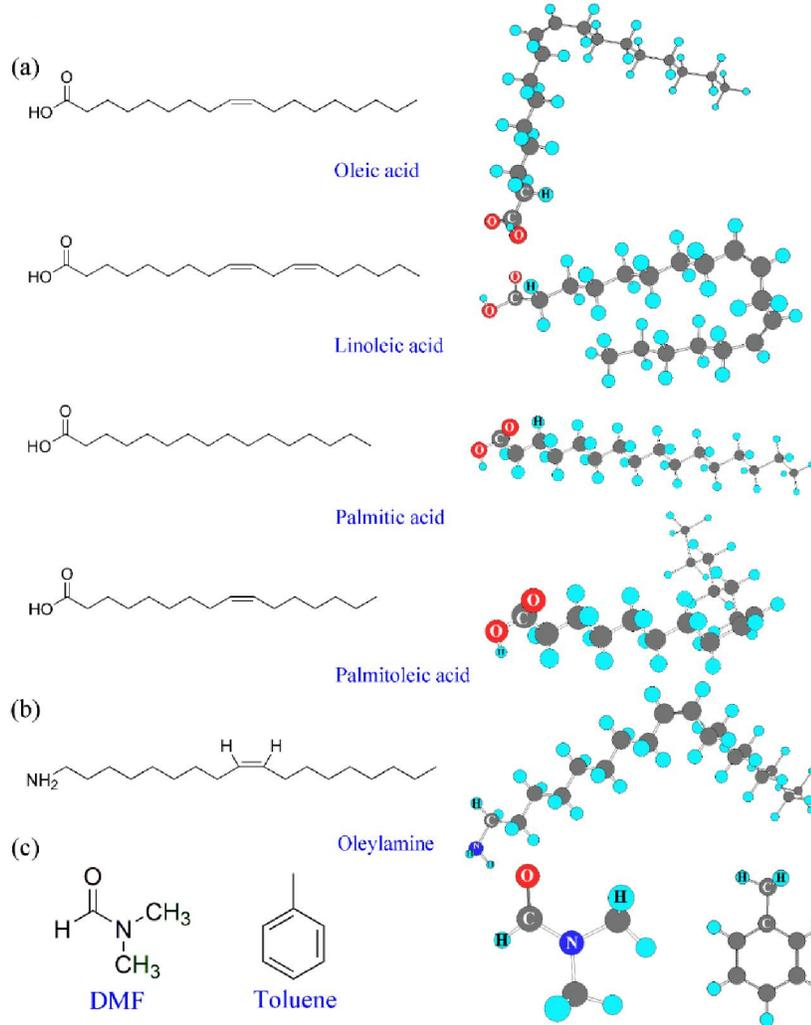 (a)
O
HO
Oleic acid
C H
O C
O
O
HO
Linoleic acid
O H
O C
O
HO
Palmitic acid
O H
C
O
O
HO
Palmitoleic acid
O
C
O
H
(b)
H H
NH2
Oleylamine
H
C
N
H H
(c)
O
H N CH3
CH3
DMF
Toluene
O
H
C
H N
H C H
C